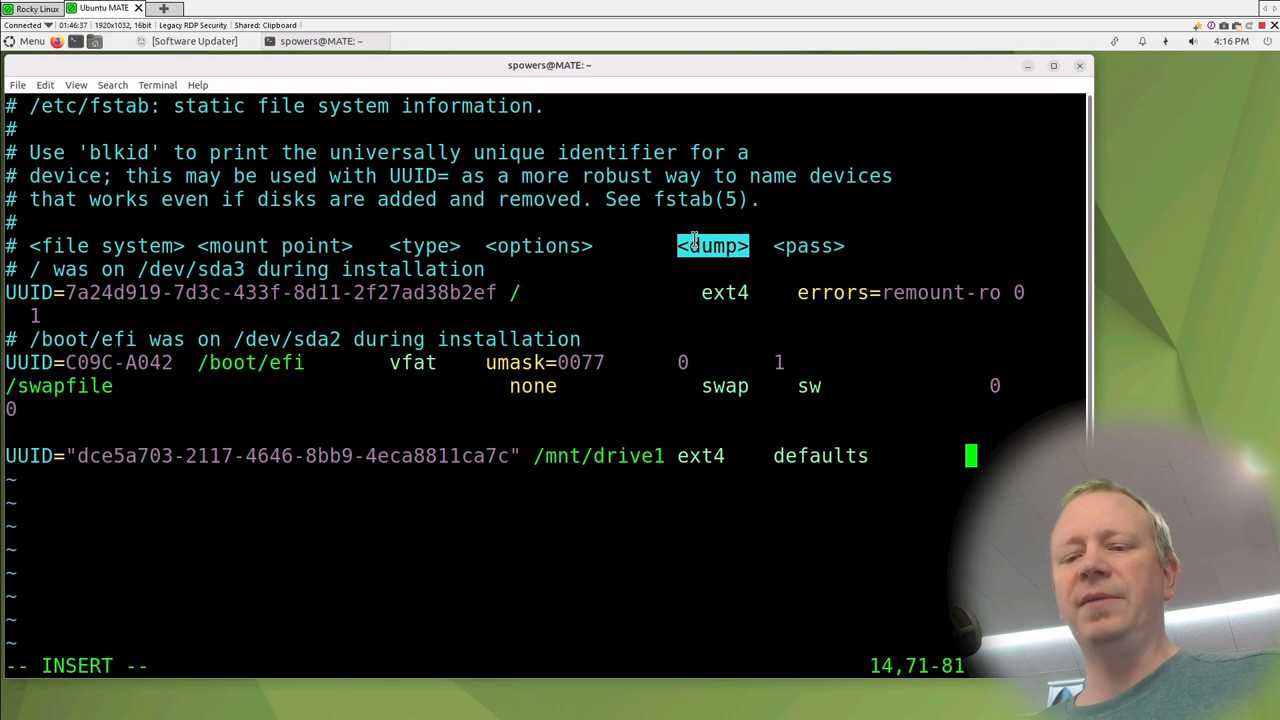 Rocky Linux
Ubuntu MATE
Connected 01:46:37 1920x1032, 16bit Legacy RDP Security Shared: Clipboard
Menu [Software Updater] spowers@MATE: ~ 4:16 PM
spowers@MATE: ~
File Edit View Search Terminal Help
# /etc/fstab: static file system information.
#
# Use 'blkid' to print the universally unique identifier for a
# device; this may be used with UUID= as a more robust way to name devices
# that works even if disks are added and removed. See fstab(5).
#
# <file system> <mount point> <type> <options> <dump> <pass>
# / was on /dev/sda3 during installation
UUID=7a24d919-7d3c-433f-8d11-2f27ad38b2ef / ext4 errors=remount-ro 0
1
# /boot/efi was on /dev/sda2 during installation
UUID=C09C-A042 /boot/efi vfat umask=0077 0 1
/swapfile none swap sw 0
0
UUID="dce5a703-2117-4646-8bb9-4eca8811ca7c" /mnt/drive1 ext4 defaults
~
~
~
~
~
~
~
~
-- INSERT -- 14,71-81